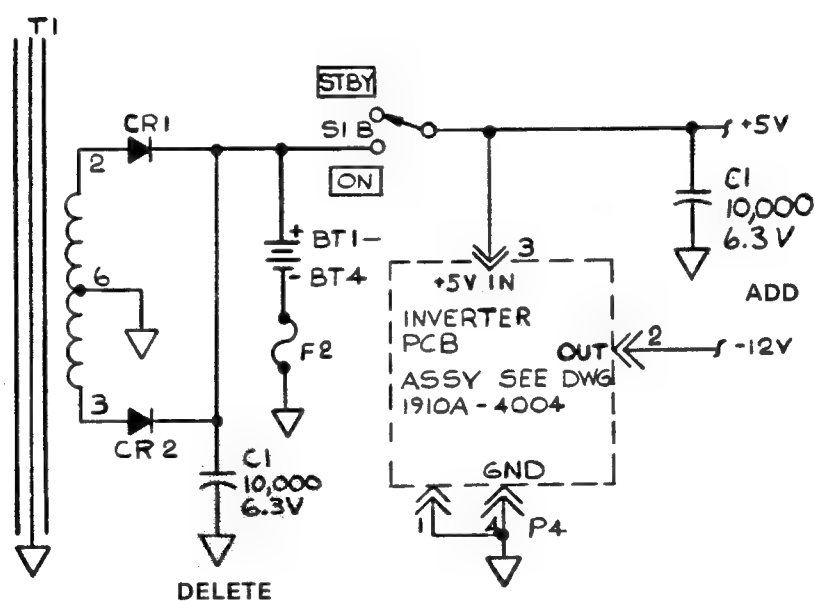 T1
STBY
CR1
S1B
+5V
2
ON
C1
10,000
6.3V
+ BT1-
- BT4
3
+5V IN
6
ADD
INVERTER
PCB
OUT
2
-12V
F2
ASSY SEE DWG
1910A-4004
3
CR2
C1
10,000
6.3V
GND
1
4
P4
DELETE